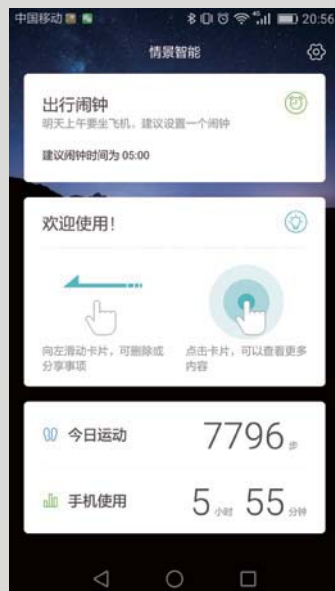 中国移动 4G 20:56
情景智能
出行闹钟
明天上午要坐飞机，建议设置一个闹钟
建议闹钟时间为 05:00
欢迎使用！
向左滑动卡片，可删除或
分享事项
点击卡片，可以查看更多
内容
今日运动 7796 步
手机使用 5 小时 55 分钟